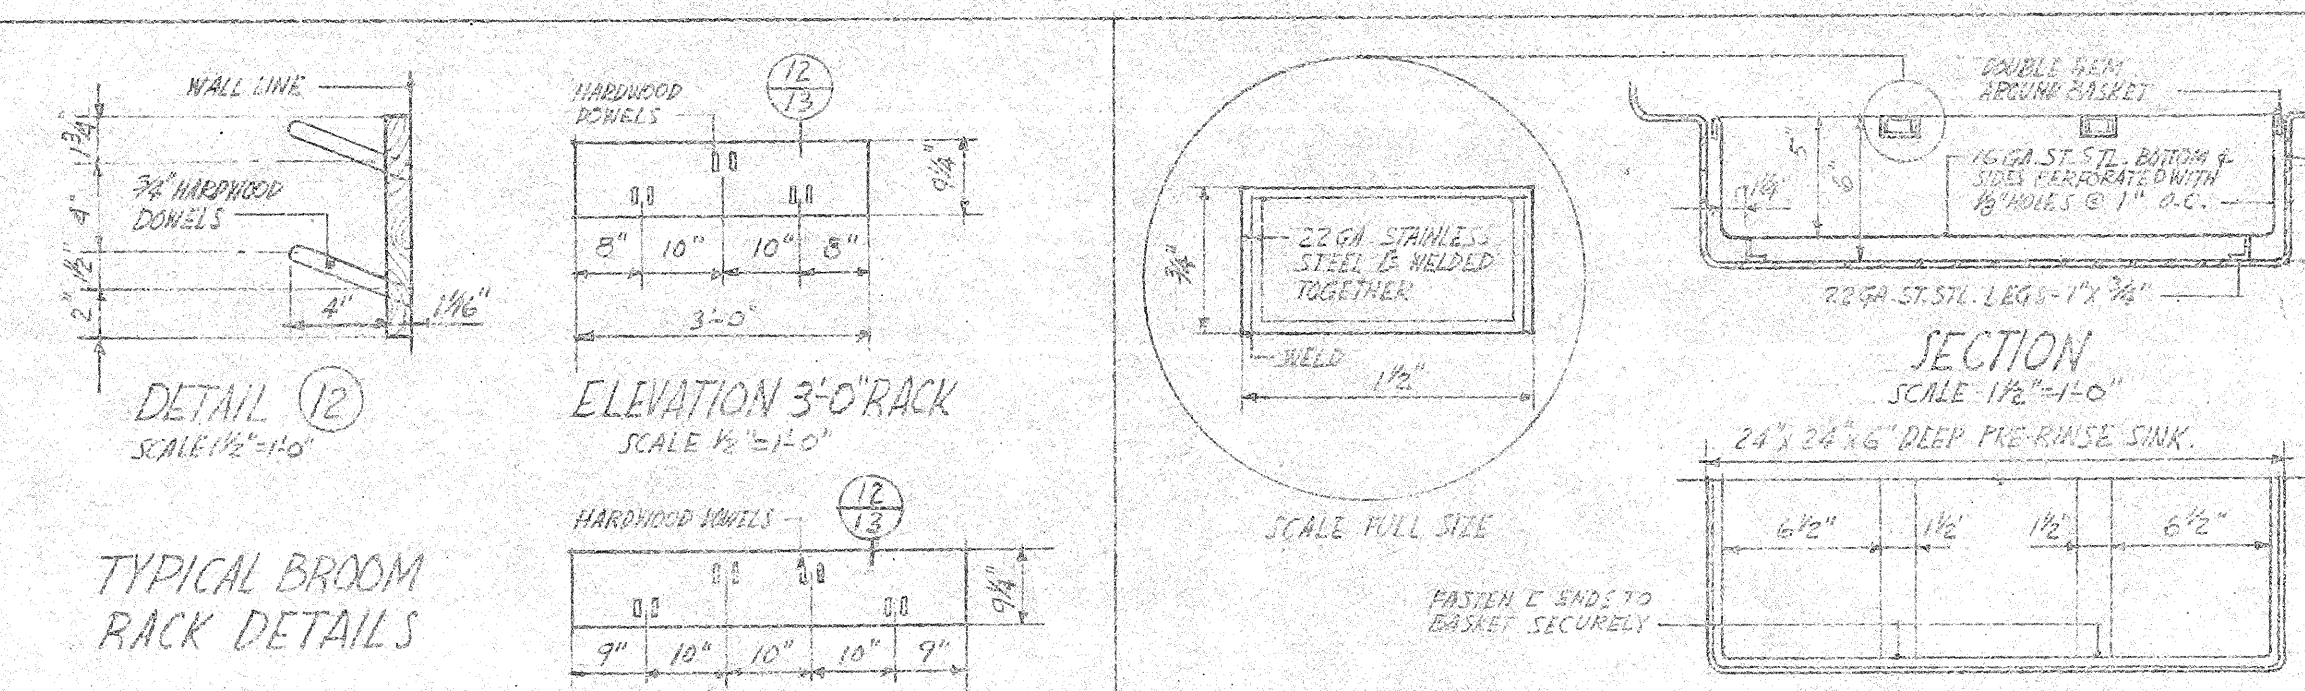 WALL LINE
1 3/4"
3/4" HARDWOOD
DOWELS
4"
1 1/2"
2"
4"
1 1/16"
DETAIL 12
SCALE 1 1/2"=1'-0"
TYPICAL BROOM
RACK DETAILS
HARDWOOD
DOWELS
12
13
9 1/4"
8" 10" 10" 8"
3'-0"
ELEVATION 3'-0" RACK
SCALE 1/2"=1'-0"
HARDWOOD DOWELS
12
13
9 1/4"
9" 10" 10" 10" 9"
3/4"
22 GA. STAINLESS
STEEL WELDED
TOGETHER
WELD
1 1/2"
SCALE FULL SIZE
DOUBLE HEM
AROUND BASKET
5"
6"
1 1/4"
16 GA. ST. STL. BOTTOM &
SIDES PERFORATED WITH
1/2" HOLES @ 1" O.C.
22 GA. ST. STL. LEGS - 1" X 3/4"
SECTION
SCALE - 1 1/2"=1'-0"
24" x 24" x 6" DEEP PRE-RINSE SINK.
6 1/2" 1 1/2" 1 1/2" 6 1/2"
FASTEN ENDS TO
BASKET SECURELY